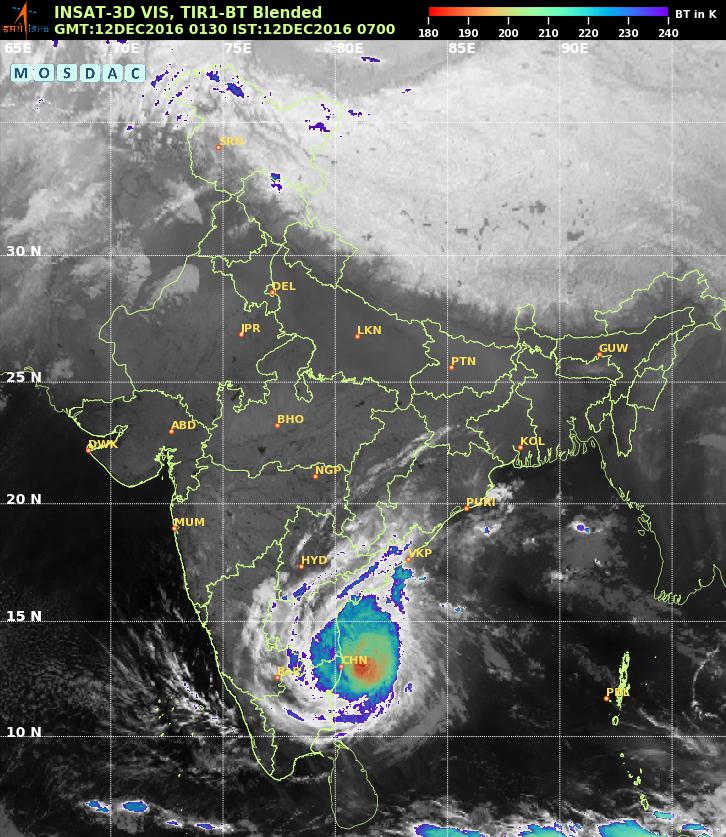 INSAT-3D VIS, TIR1-BT Blended
GMT:12DEC2016 0130 IST:12DEC2016 0700
BT in K
180 190 200 210 220 230 240
65E 70E 75E 80E 85E 90E
M O S D A C
SRN
30 N
DEL
JPR
LKN
GUW
PTN
25 N
ABD
BHO
DWK
KOL
NGP
20 N
PURI
MUM
HYD
VKP
15 N
CHN
10 N